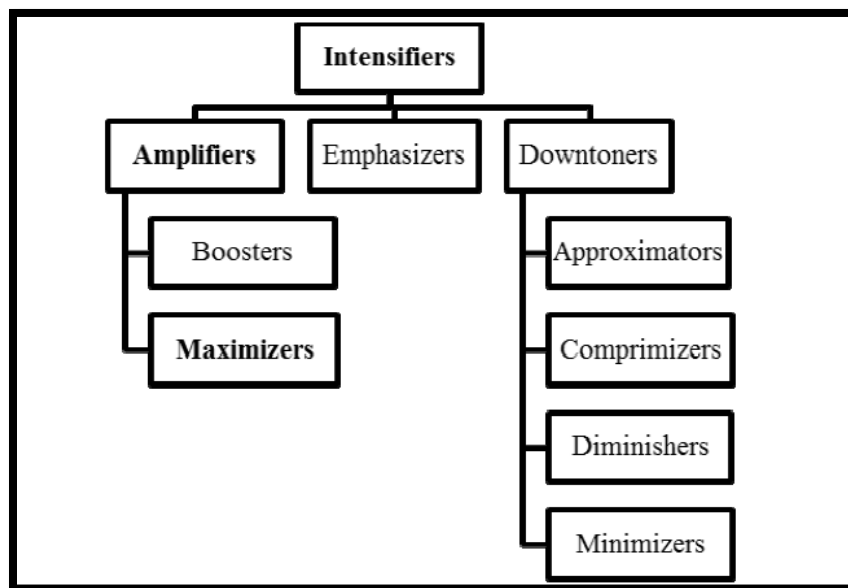 Intensifiers
Amplifiers
Emphasizers
Downtoners
Boosters
Approximators
Maximizers
Comprimizers
Diminishers
Minimizers